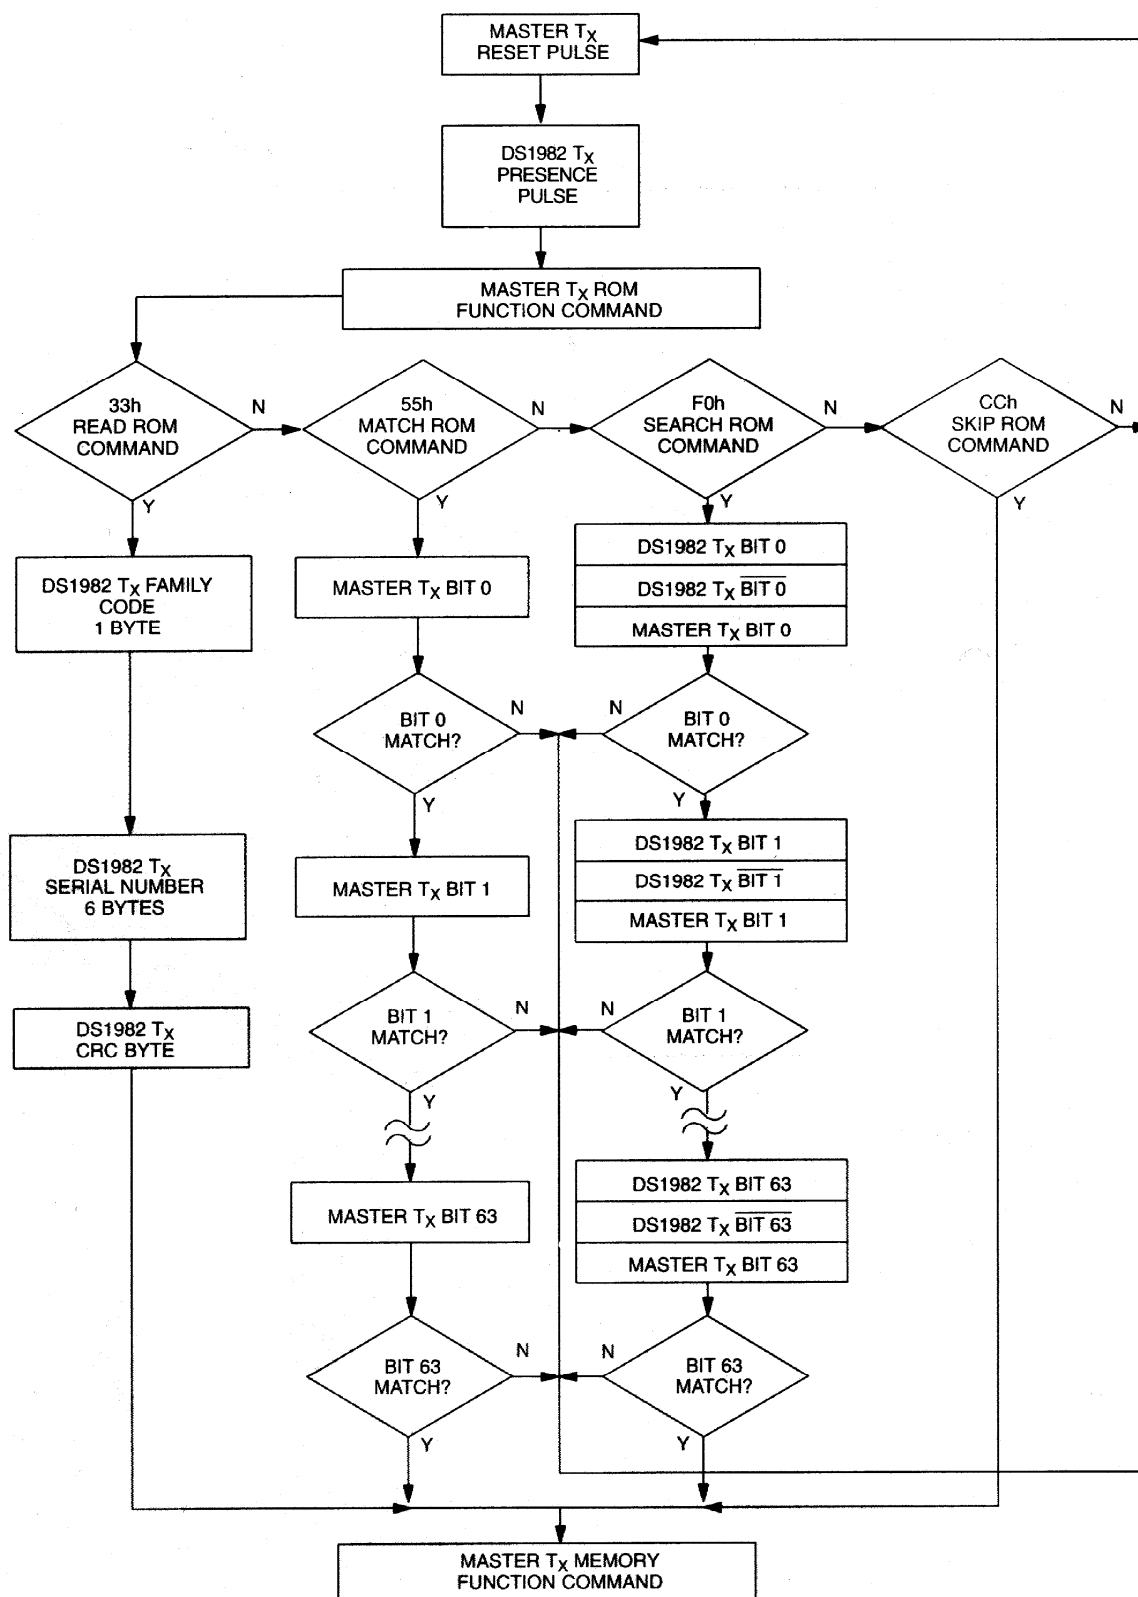 MASTER TX
RESET PULSE
DS1982 TX
PRESENCE
PULSE
MASTER TX ROM
FUNCTION COMMAND
33h
READ ROM
COMMAND
N
Y
55h
MATCH ROM
COMMAND
N
Y
F0h
SEARCH ROM
COMMAND
N
Y
CCh
SKIP ROM
COMMAND
N
Y
DS1982 TX FAMILY
CODE
1 BYTE
DS1982 TX
SERIAL NUMBER
6 BYTES
DS1982 TX
CRC BYTE
MASTER TX BIT 0
BIT 0
MATCH?
N
Y
MASTER TX BIT 1
BIT 1
MATCH?
N
Y
MASTER TX BIT 63
BIT 63
MATCH?
N
Y
DS1982 TX BIT 0
DS1982 TX BIT 0
MASTER TX BIT 0
BIT 0
MATCH?
N
Y
DS1982 TX BIT 1
DS1982 TX BIT 1
MASTER TX BIT 1
BIT 1
MATCH?
N
Y
DS1982 TX BIT 63
DS1982 TX BIT 63
MASTER TX BIT 63
BIT 63
MATCH?
N
Y
MASTER TX MEMORY
FUNCTION COMMAND